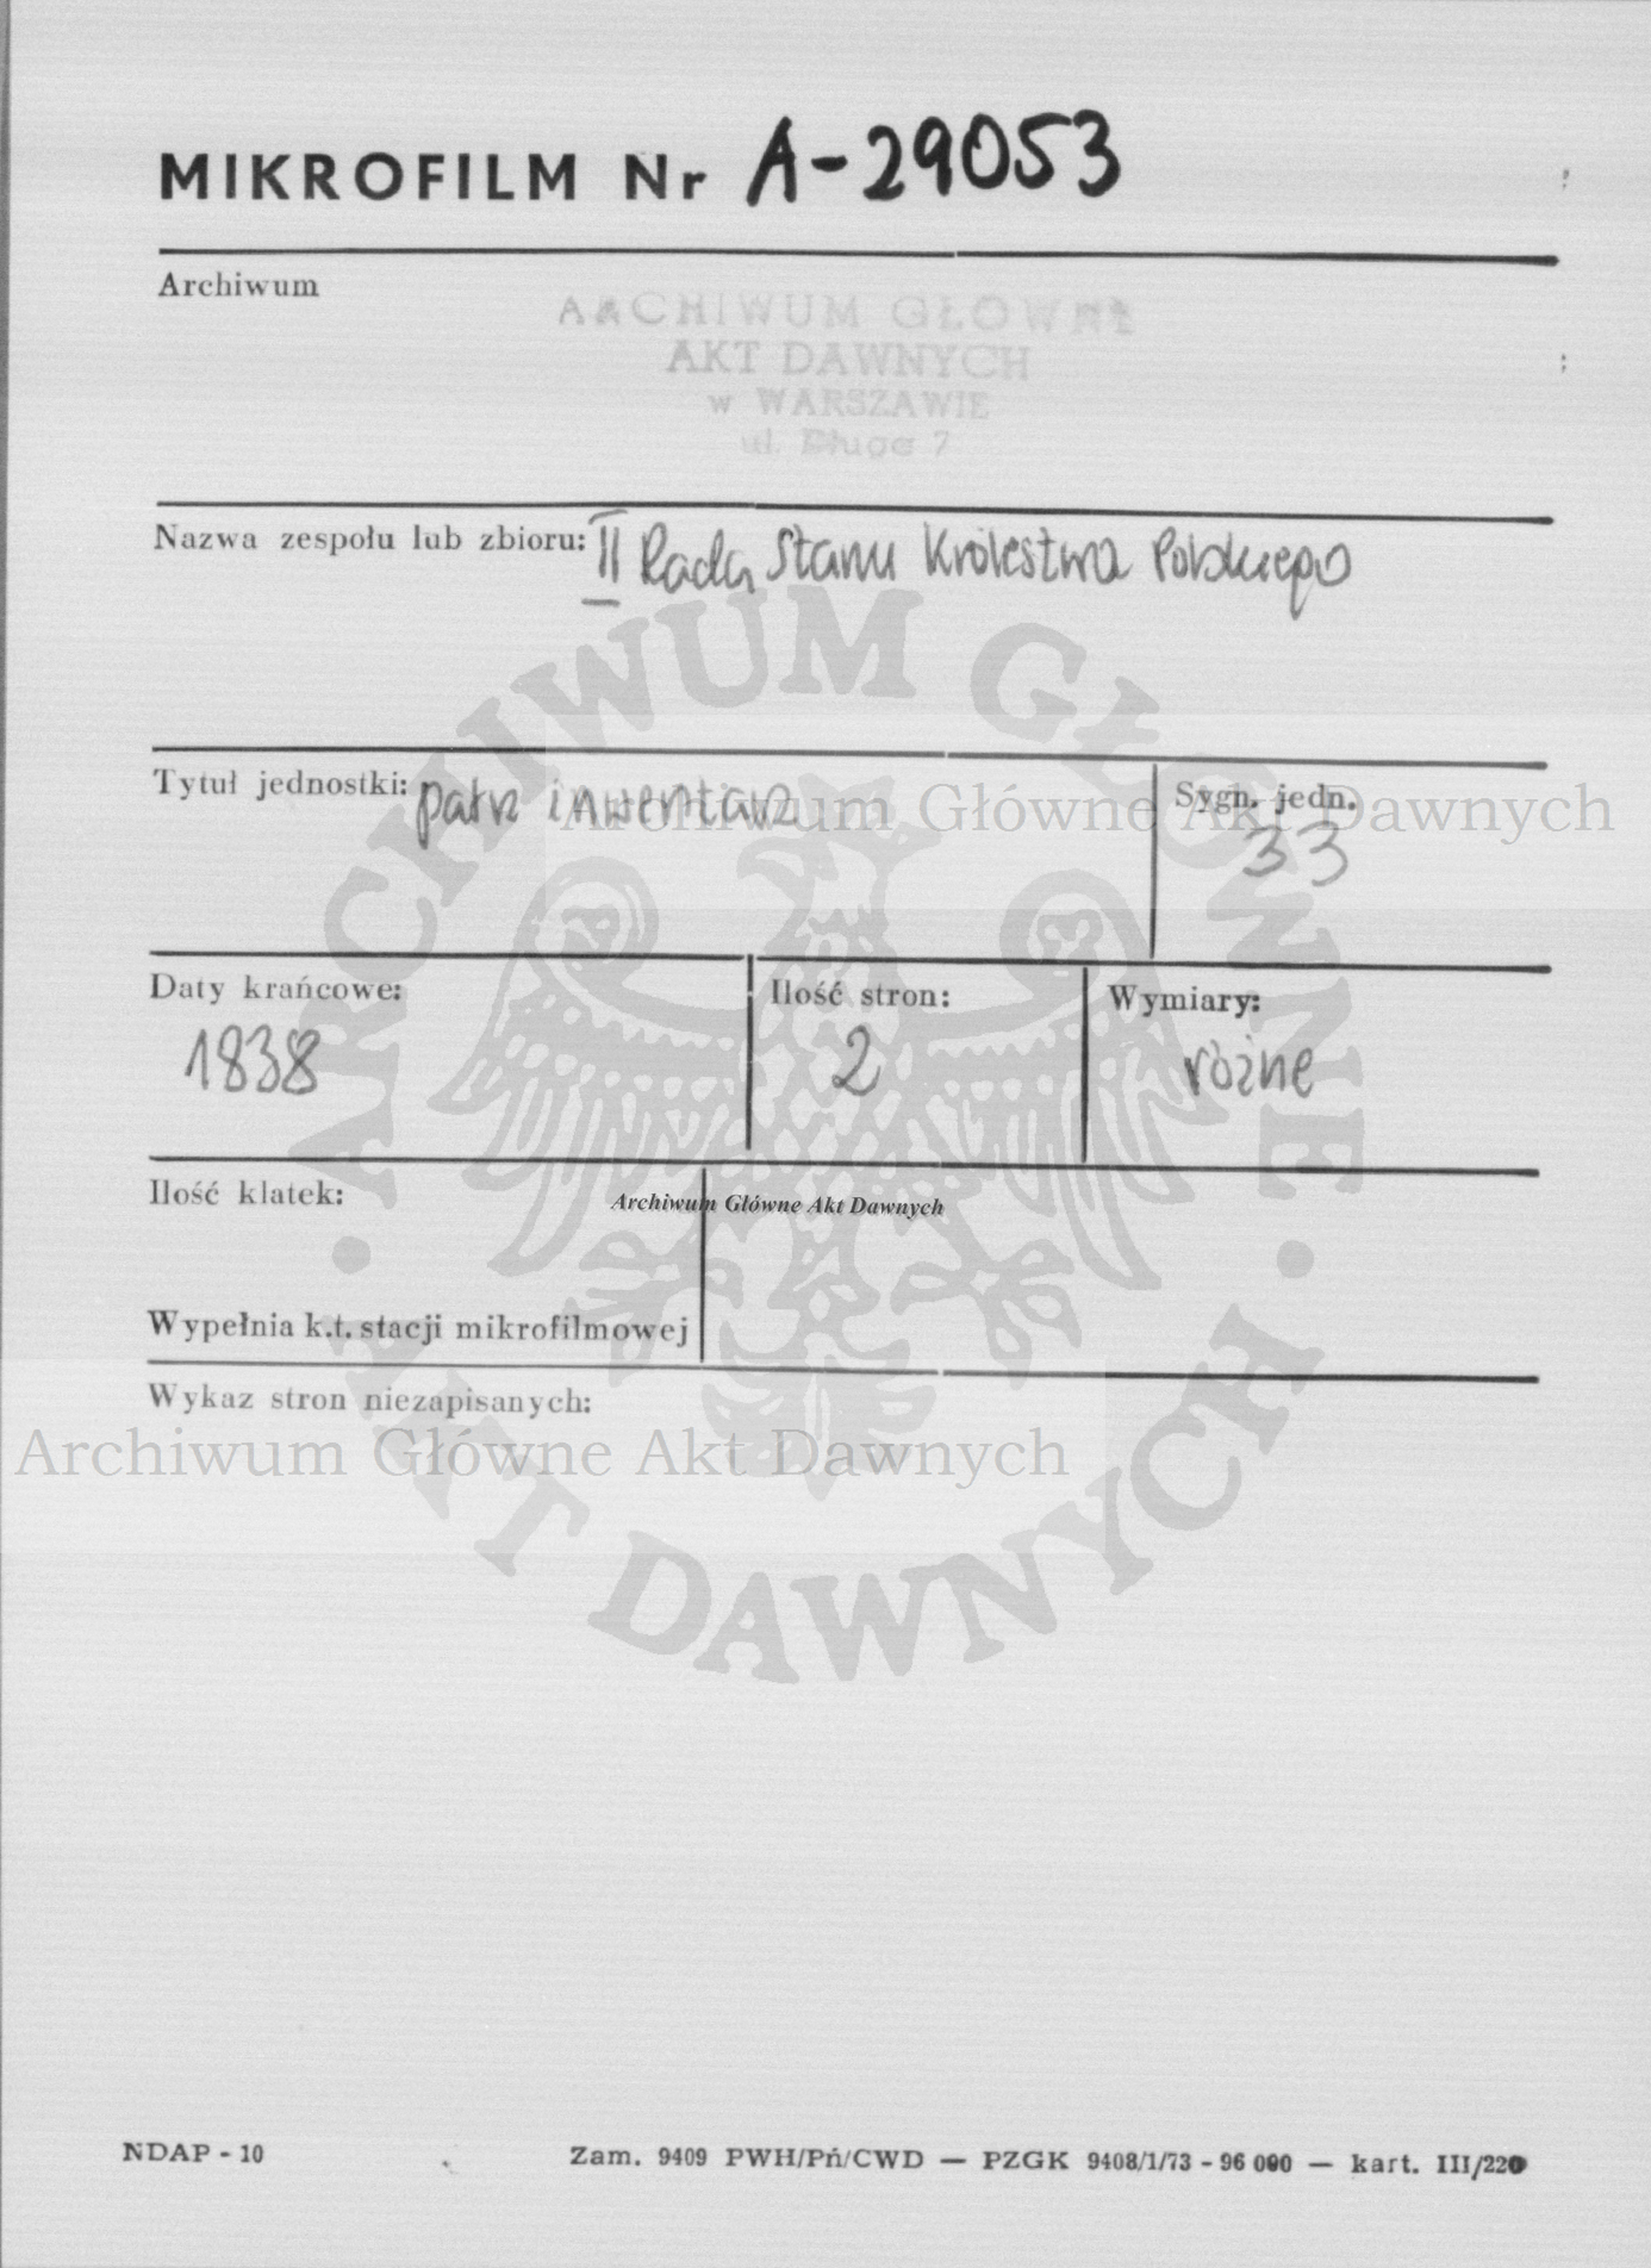 MIKROFILM Nr A-29053
Archiwum
ARCHIWUM GŁÓWNE
AKT DAWNYCH
w WARSZAWIE
ul. Długa 7
Nazwa zespołu lub zbioru: II Rada Stanu Królestwa Polskiego
ARCHIWUM GŁÓWNE
Tytuł jednostki: patrz inwentarz
Sygn. jedn.
33
Archiwum Główne Akt Dawnych
Daty krańcowe:
1838
Ilość stron:
2
Wymiary:
różne
Ilość klatek:
Archiwum Główne Akt Dawnych
Wypełnia k.t. stacji mikrofilmowej
Wykaz stron niezapisanych:
Archiwum Główne Akt Dawnych
AKT DAWNYCH
NDAP - 10
Zam. 9409 PWH/Pń/CWD — PZGK 9408/1/73 - 96 000 — kart. III/220